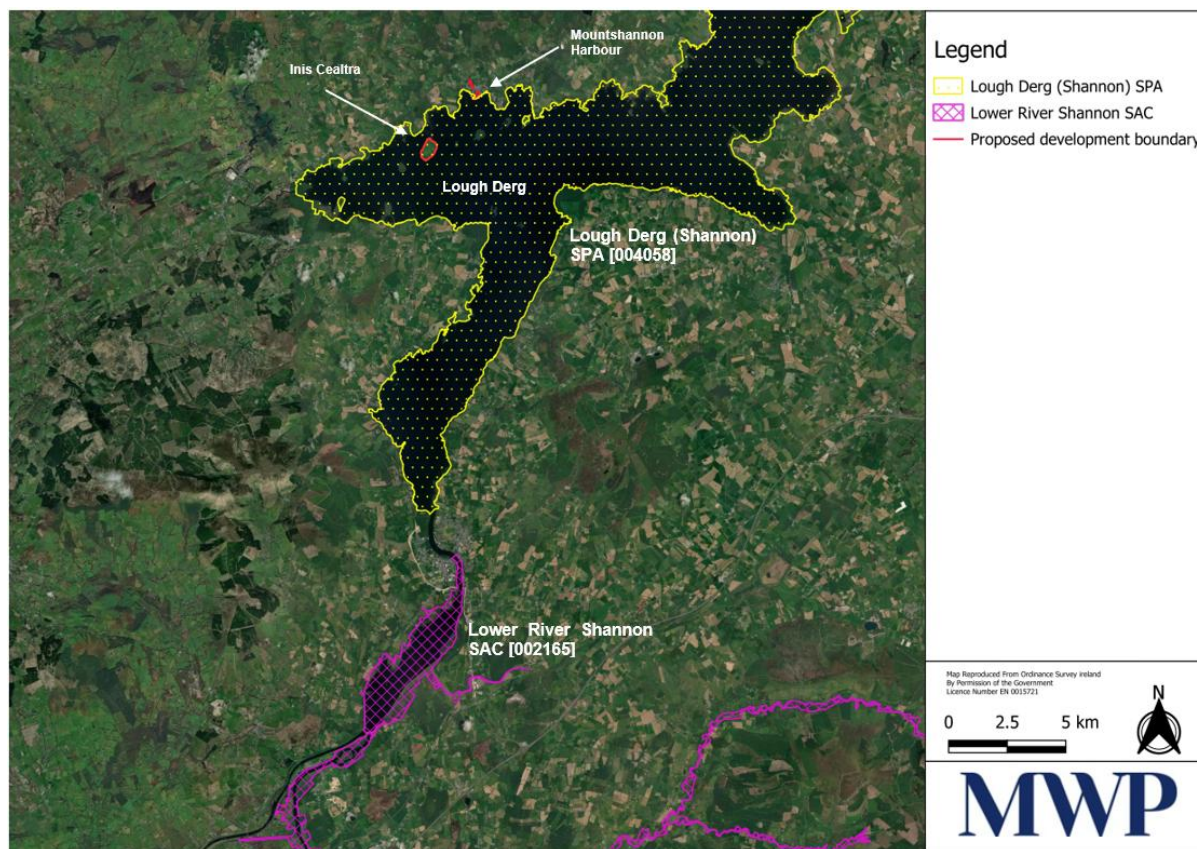 Mountshannon
Harbour
Inis Cealtra
Lough Derg
Lough Derg (Shannon)
SPA [004058]
Lower River Shannon
SAC [002165]
Legend
Lough Derg (Shannon) SPA
Lower River Shannon SAC
Proposed development boundary
Map Reproduced From Ordinance Survey Ireland
By Permission of the Government
Licence Number EN 0015721
0 2.5 5 km
N
MWP